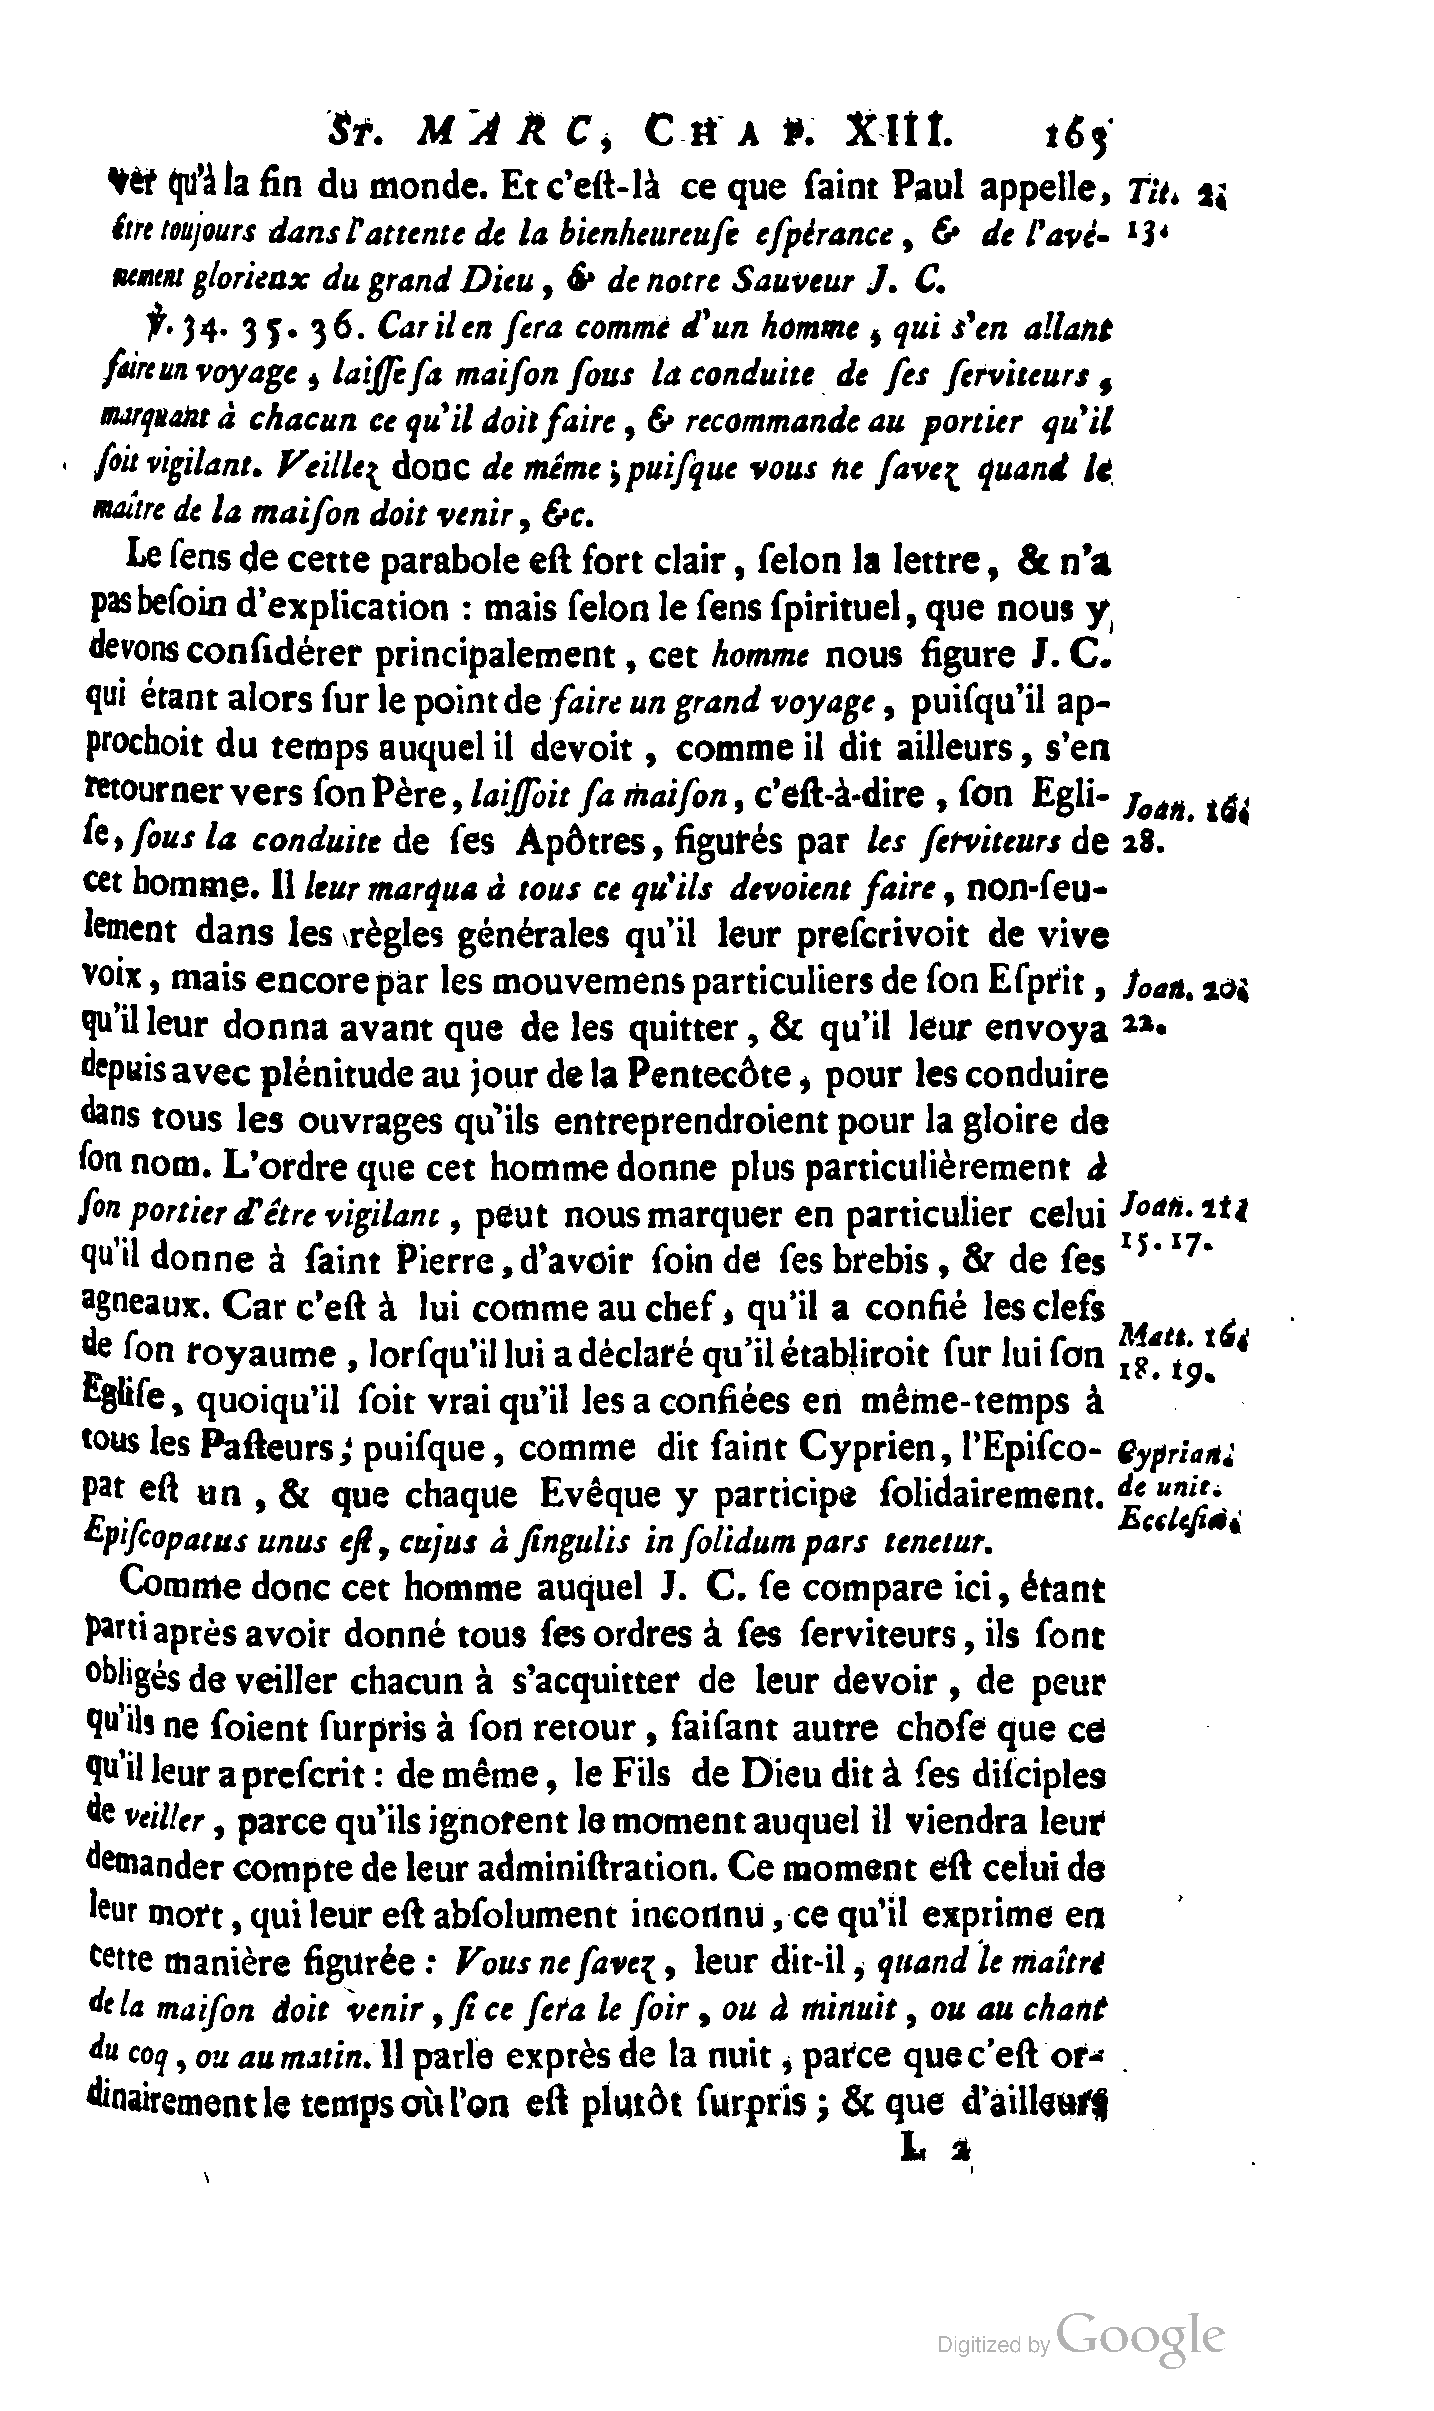 St. MARC, CHAP. XIII. 165
ver qu'à la fin du monde. Et c'eſt-là ce que ſaint Paul appelle, Tit. 2.
être toujours dans l'attente de la bienheureuſe eſpérance, & de l'avé- 13.
nement glorieux du grand Dieu, & de notre Sauveur J. C.
℣. 34. 35. 36. Car il en ſera comme d'un homme, qui s'en allant
faire un voyage, laiſſe ſa maiſon ſous la conduite de ſes ſerviteurs,
marquant à chacun ce qu'il doit faire, & recommande au portier qu'il
ſoit vigilant. Veillez donc de même; puiſque vous ne ſavez quand le
maître de la maiſon doit venir, &c.
Le ſens de cette parabole eſt fort clair, ſelon la lettre, & n'a
pas beſoin d'explication : mais ſelon le ſens ſpirituel, que nous y
devons conſidérer principalement, cet homme nous figure J. C.
qui étant alors ſur le point de faire un grand voyage, puiſqu'il ap-
prochoit du temps auquel il devoit, comme il dit ailleurs, s'en
retourner vers ſon Père, laiſſoit ſa maiſon, c'eſt-à-dire, ſon Egli- Joan. 16.
ſe, ſous la conduite de ſes Apôtres, figurés par les ſerviteurs de 28.
cet homme. Il leur marqua à tous ce qu'ils devoient faire, non-ſeu-
lement dans les règles générales qu'il leur preſcrivoit de vive
voix, mais encore par les mouvemens particuliers de ſon Eſprit, Joan. 20.
qu'il leur donna avant que de les quitter, & qu'il leur envoya 22.
depuis avec plénitude au jour de la Pentecôte, pour les conduire
dans tous les ouvrages qu'ils entreprendroient pour la gloire de
ſon nom. L'ordre que cet homme donne plus particulièrement à
ſon portier d'être vigilant, peut nous marquer en particulier celui Joan. 21.
qu'il donne à ſaint Pierre, d'avoir ſoin de ſes brebis, & de ſes 15. 17.
agneaux. Car c'eſt à lui comme au chef, qu'il a confié les clefs
de ſon royaume, lorſqu'il lui a déclaré qu'il établiroit ſur lui ſon Matt. 16.
Egliſe, quoiqu'il ſoit vrai qu'il les a confiées en même-temps à 18. 19.
tous les Paſteurs; puiſque, comme dit ſaint Cyprien, l'Epiſco- Cyprian.
pat eſt un, & que chaque Evêque y participe ſolidairement. de unit.
Epiſcopatus unus eſt, cujus à ſingulis in ſolidum pars tenetur. Eccleſiæ.
Comme donc cet homme auquel J. C. ſe compare ici, étant
parti après avoir donné tous ſes ordres à ſes ſerviteurs, ils ſont
obligés de veiller chacun à s'acquitter de leur devoir, de peur
qu'ils ne ſoient ſurpris à ſon retour, faiſant autre choſe que ce
qu'il leur a preſcrit : de même, le Fils de Dieu dit à ſes diſciples
de veiller, parce qu'ils ignorent le moment auquel il viendra leur
demander compte de leur adminiſtration. Ce moment eſt celui de
leur mort, qui leur eſt abſolument inconnu, ce qu'il exprime en
cette manière figurée : Vous ne ſavez, leur dit-il, quand le maître
de la maiſon doit venir, ſi ce ſera le ſoir, ou à minuit, ou au chant
du coq, ou au matin. Il parle exprès de la nuit, parce que c'eſt or-
dinairement le temps où l'on eſt plutôt ſurpris ; & que d'ailleurs
L 2
Digitized by Google